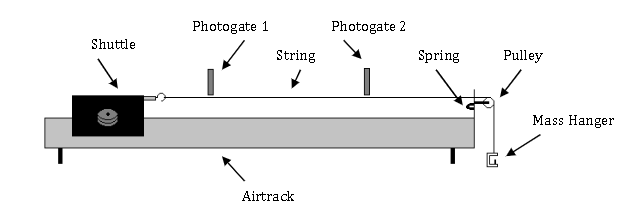 Photogate 1
Photogate 2
Shuttle
String
Spring
Pulley
Mass Hanger
Airtrack